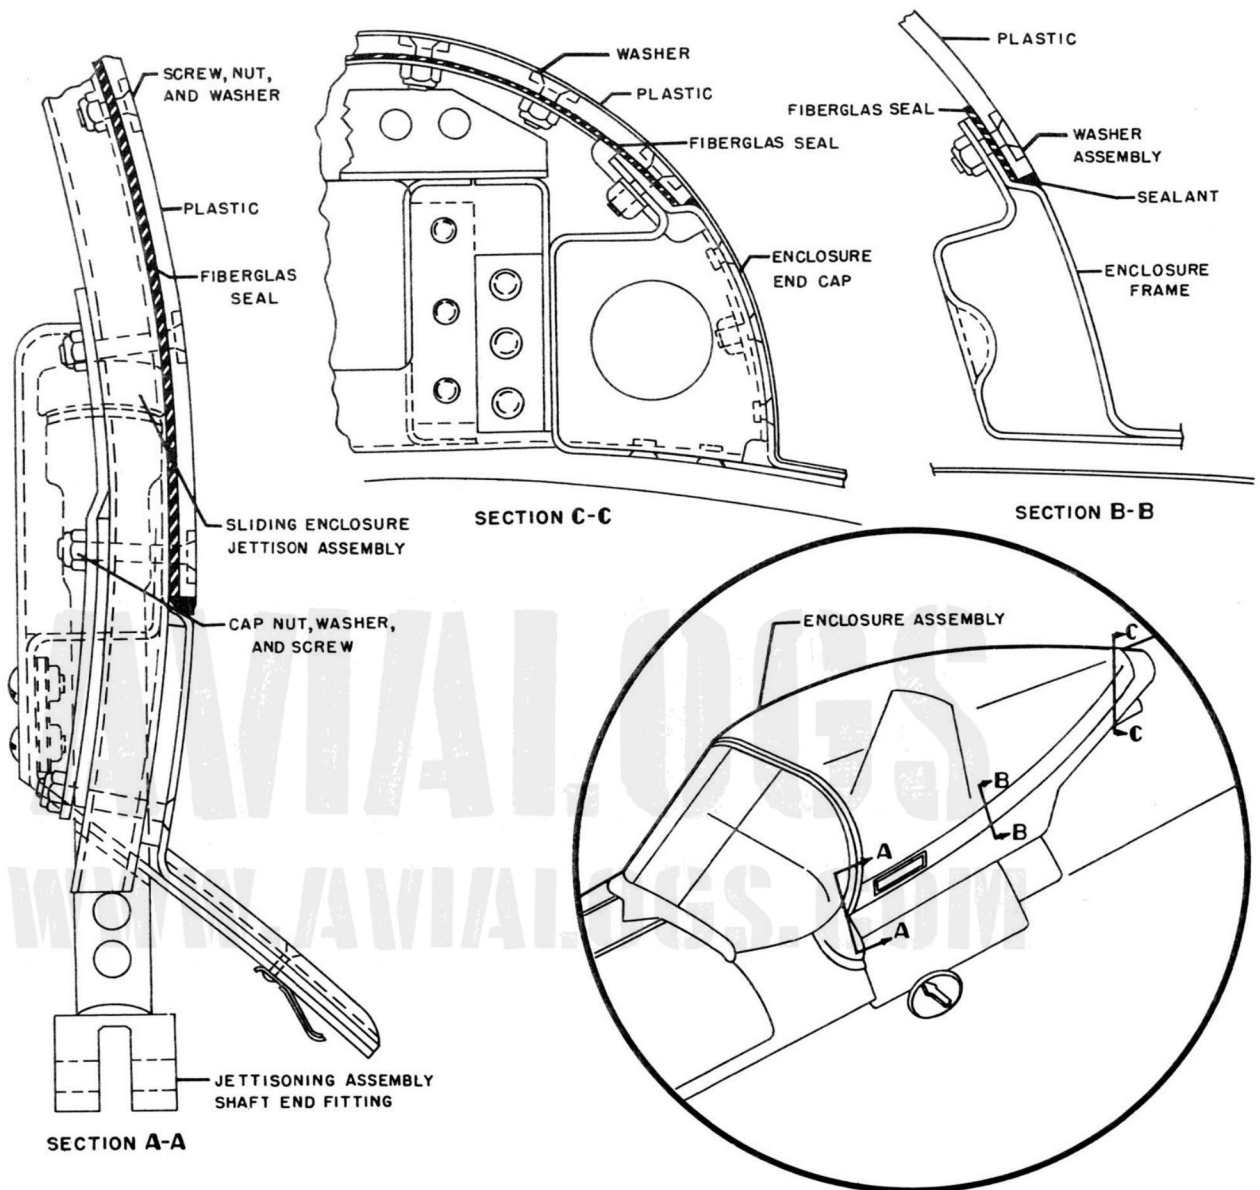 SCREW, NUT,
AND WASHER
PLASTIC
FIBERGLAS
SEAL
SLIDING ENCLOSURE
JETTISON ASSEMBLY
CAP NUT, WASHER,
AND SCREW
JETTISONING ASSEMBLY
SHAFT END FITTING
SECTION A-A
WASHER
PLASTIC
FIBERGLAS SEAL
ENCLOSURE
END CAP
SECTION C-C
PLASTIC
FIBERGLAS SEAL
WASHER
ASSEMBLY
SEALANT
ENCLOSURE
FRAME
SECTION B-B
ENCLOSURE ASSEMBLY
C
C
B
B
A
A
AVIALOGS
WWW.AVIALOGS.COM